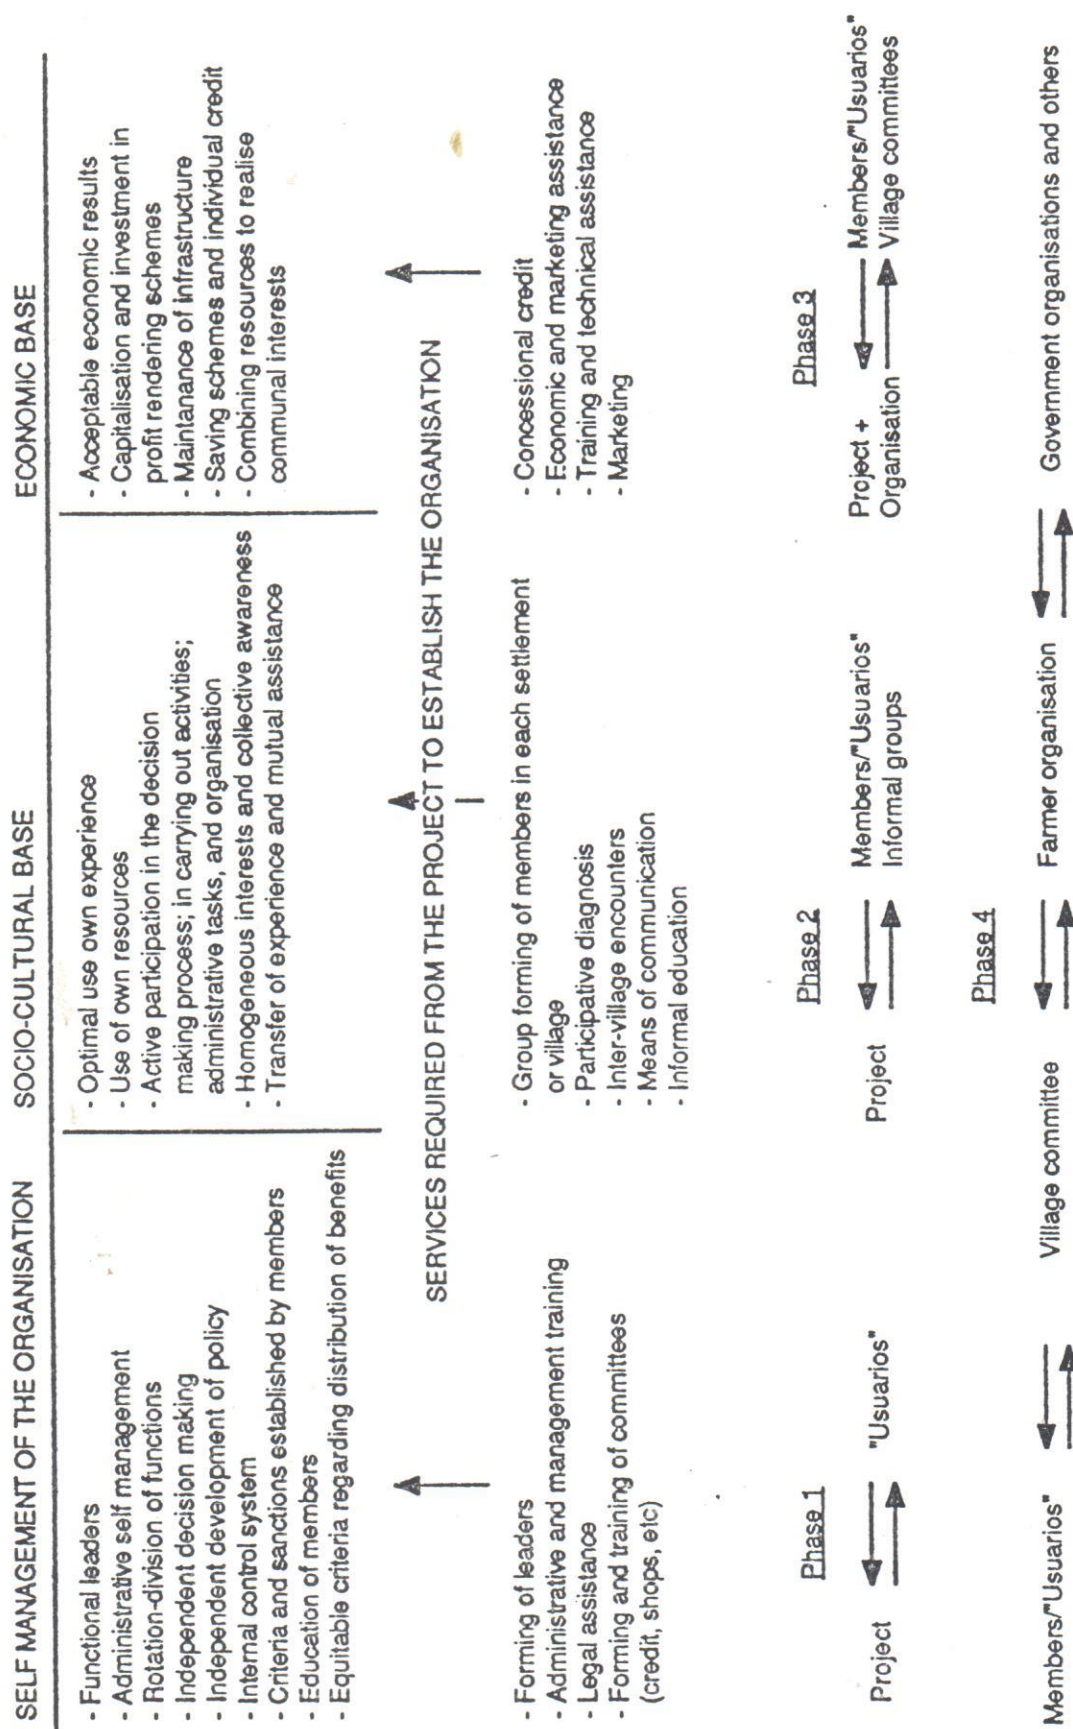 SELF MANAGEMENT OF THE ORGANISATION
- Functional leaders
- Administrative self management
- Rotation-division of functions
- Independent decision making
- Independent development of policy
- Internal control system
- Criteria and sanctions established by members
- Education of members
- Equitable criteria regarding distribution of benefits
SOCIO-CULTURAL BASE
- Optimal use own experience
- Use of own resources
- Active participation in the decision
making process; in carrying out activities;
administrative tasks, and organisation
- Homogeneous interests and collective awareness
- Transfer of experience and mutual assistance
ECONOMIC BASE
- Acceptable economic results
- Capitalisation and investment in
profit rendering schemes
- Maintanance of infrastructure
- Saving schemes and individual credit
- Combining resources to realise
communal interests
SERVICES REQUIRED FROM THE PROJECT TO ESTABLISH THE ORGANISATION
- Forming of leaders
- Administrative and management training
- Legal assistance
- Forming and training of committees
(credit, shops, etc)
- Group forming of members in each settlement
or village
- Participative diagnosis
- Inter-village encounters
- Means of communication
- Informal education
- Concessional credit
- Economic and marketing assistance
- Training and technical assistance
- Marketing
Phase 1
Project
"Usuarios"
Phase 2
Project
Members/"Usuarios"
Informal groups
Phase 3
Project +
Organisation
Members/"Usuarios"
Village committees
Phase 4
Members/"Usuarios"
Village committee
Farmer organisation
Government organisations and others